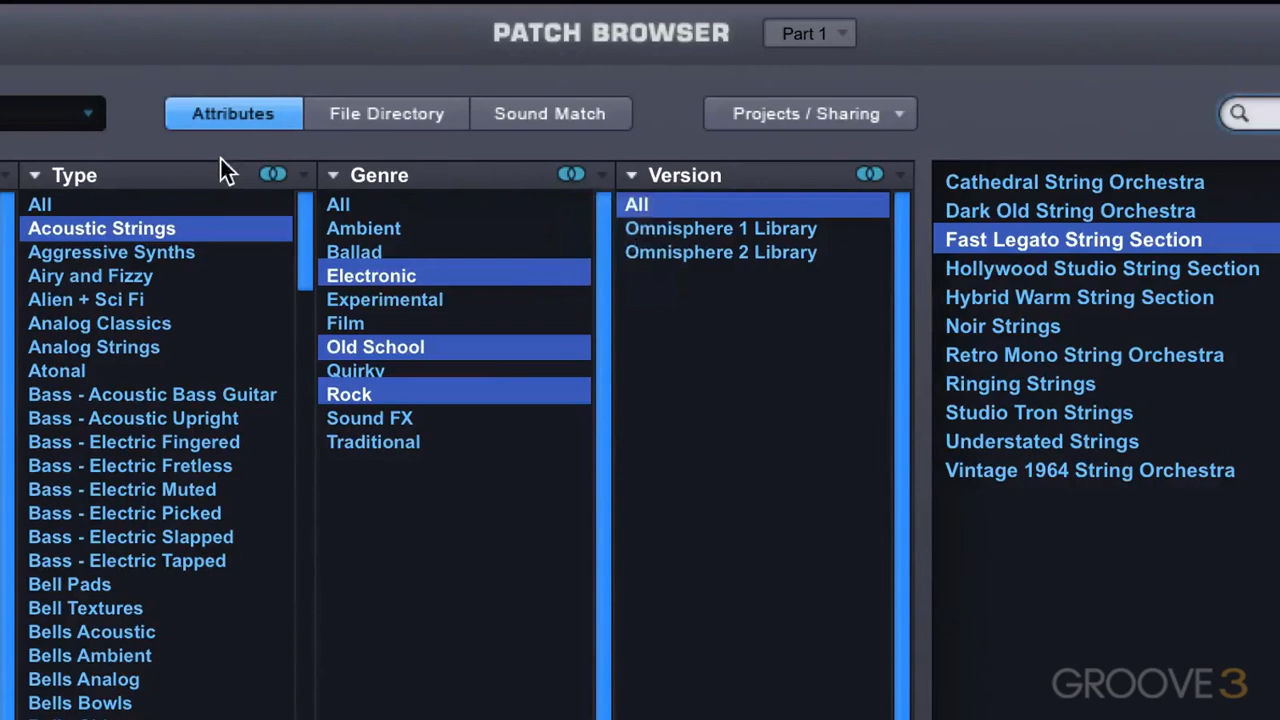 PATCH BROWSER
Part 1
Attributes
File Directory
Sound Match
Projects / Sharing
Type
All
Acoustic Strings
Aggressive Synths
Airy and Fizzy
Alien + Sci Fi
Analog Classics
Analog Strings
Atonal
Bass - Acoustic Bass Guitar
Bass - Acoustic Upright
Bass - Electric Fingered
Bass - Electric Fretless
Bass - Electric Muted
Bass - Electric Picked
Bass - Electric Slapped
Bass - Electric Tapped
Bell Pads
Bell Textures
Bells Acoustic
Bells Ambient
Bells Analog
Bells Bowls
Genre
All
Ambient
Ballad
Electronic
Experimental
Film
Old School
Quirky
Rock
Sound FX
Traditional
Version
All
Omnisphere 1 Library
Omnisphere 2 Library
Cathedral String Orchestra
Dark Old String Orchestra
Fast Legato String Section
Hollywood Studio String Section
Hybrid Warm String Section
Noir Strings
Retro Mono String Orchestra
Ringing Strings
Studio Tron Strings
Understated Strings
Vintage 1964 String Orchestra
GROOVE3